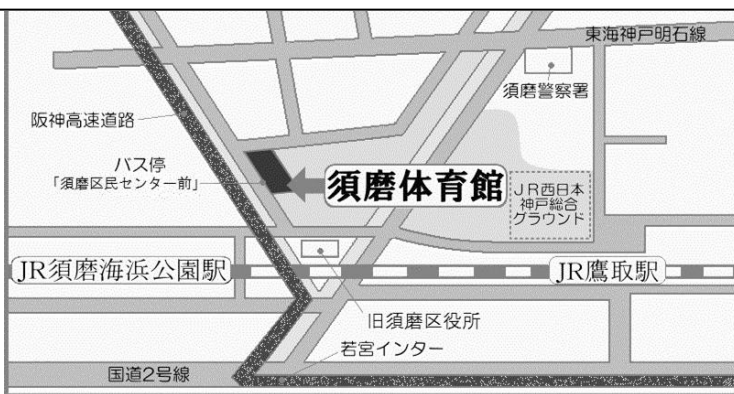 東海神戸明石線
須磨警察署
阪神高速道路
バス停
「須磨区民センター前」
須磨体育館
JR西日本
神戸総合
グラウンド
JR須磨海浜公園駅
JR鷹取駅
旧須磨区役所
若宮インター
国道2号線